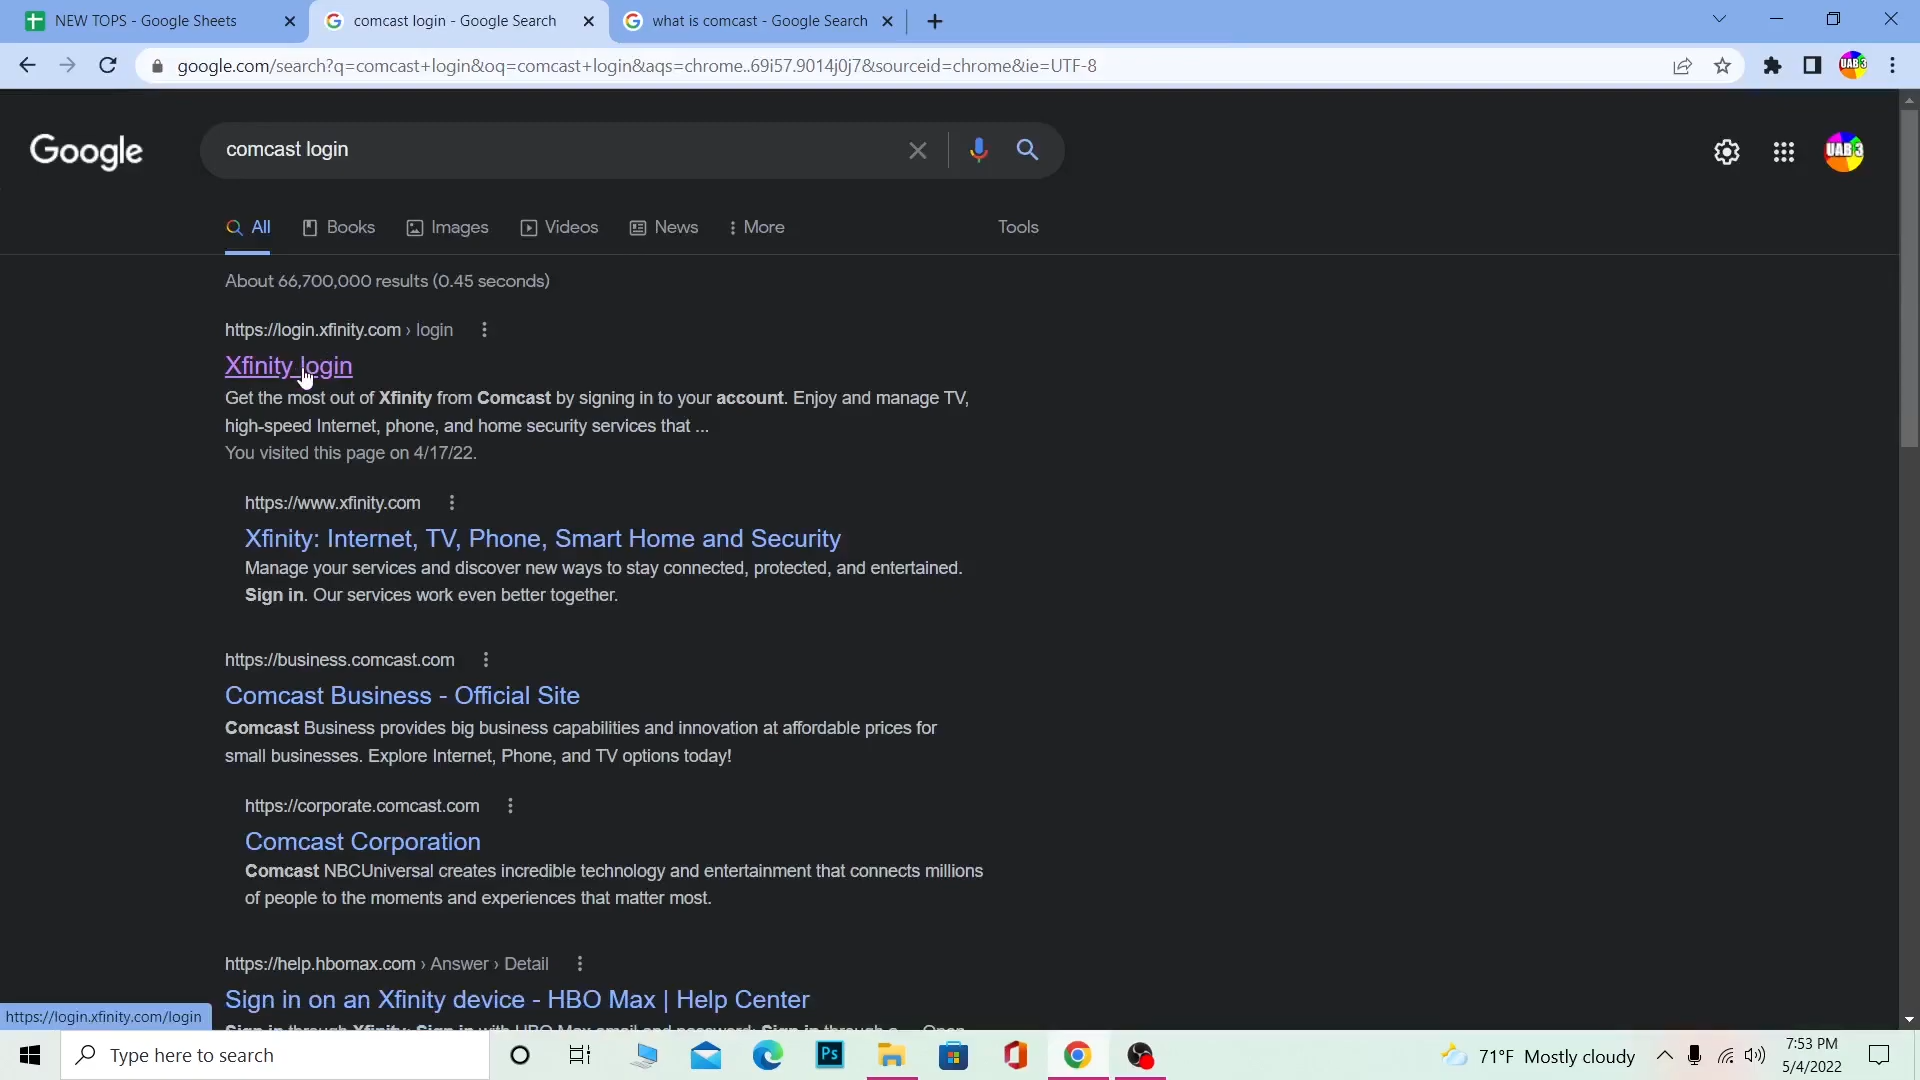 NEW TOPS - Google Sheets
comcast login - Google Search
what is comcast - Google Search
google.com/search?q=comcast+login&oq=comcast+login&aqs=chrome..69i57.9014j0j7&sourceid=chrome&ie=UTF-8
UAB 3
Google
comcast login
UAB 3
All
Books
Images
Videos
News
More
Tools
About 66,700,000 results (0.45 seconds)
https://login.xfinity.com › login
Xfinity login
Get the most out of Xfinity from Comcast by signing in to your account. Enjoy and manage TV,
high-speed Internet, phone, and home security services that ...
You visited this page on 4/17/22.
https://www.xfinity.com
Xfinity: Internet, TV, Phone, Smart Home and Security
Manage your services and discover new ways to stay connected, protected, and entertained.
Sign in. Our services work even better together.
https://business.comcast.com
Comcast Business - Official Site
Comcast Business provides big business capabilities and innovation at affordable prices for
small businesses. Explore Internet, Phone, and TV options today!
https://corporate.comcast.com
Comcast Corporation
Comcast NBCUniversal creates incredible technology and entertainment that connects millions
of people to the moments and experiences that matter most.
https://help.hbomax.com › Answer › Detail
Sign in on an Xfinity device - HBO Max | Help Center
https://login.xfinity.com/login
Type here to search
Ps
71°F Mostly cloudy
7:53 PM
5/4/2022